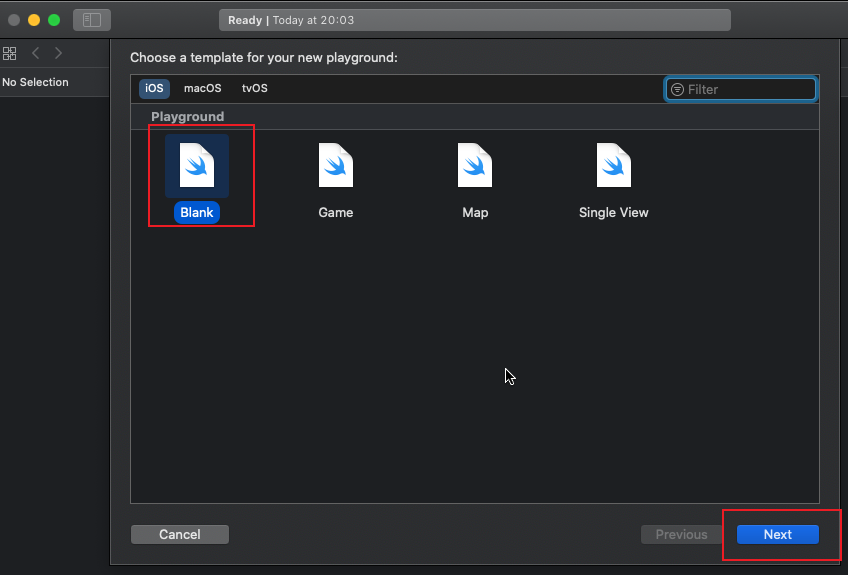 Ready | Today at 20:03
No Selection
Choose a template for your new playground:
iOS macOS tvOS
Filter
Playground
Blank Game Map Single View
Cancel Previous Next